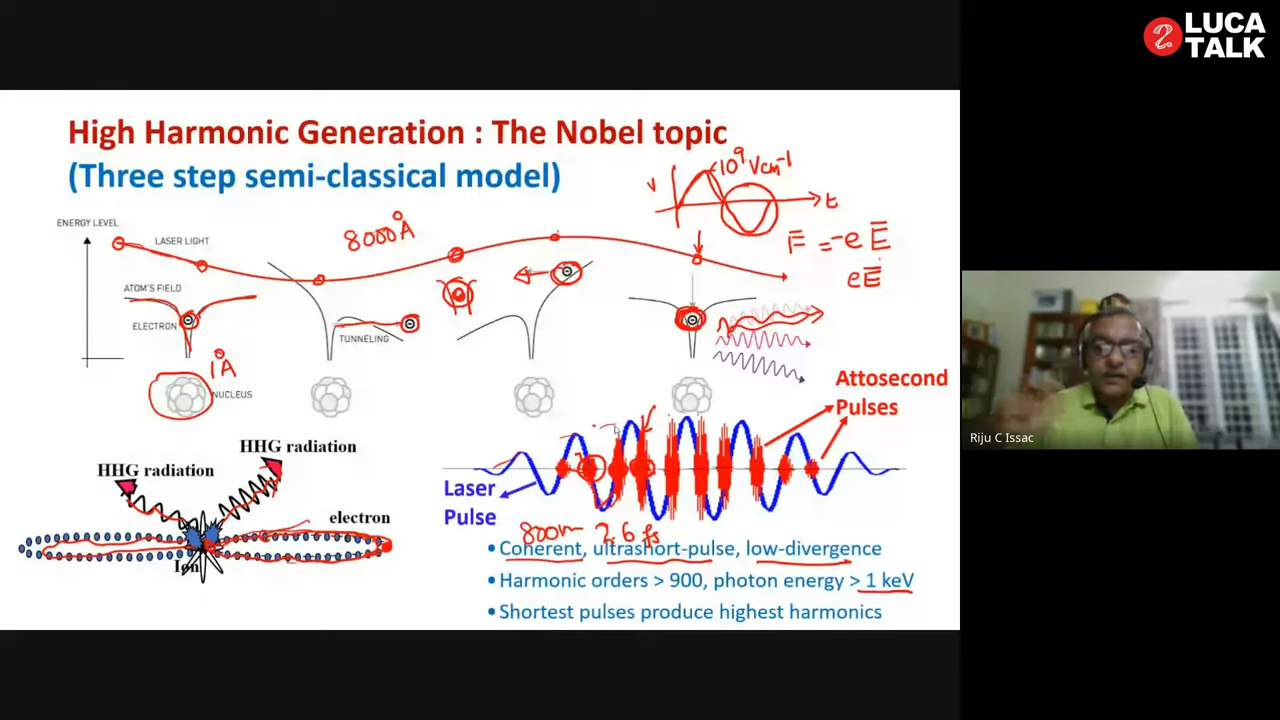 LUCA
TALK
High Harmonic Generation : The Nobel topic
(Three step semi-classical model)
10⁹ Vcm⁻¹
V
t
F = -e E
e E
ENERGY LEVEL
LASER LIGHT
8000 Å
ATOM'S FIELD
ELECTRON
TUNNELING
1 Å
NUCLEUS
Attosecond
Pulses
Riju C Issac
HHG radiation
HHG radiation
Laser
Pulse
electron
Ion
2.6 fs
• Coherent, ultrashort-pulse, low-divergence
• Harmonic orders > 900, photon energy > 1 keV
• Shortest pulses produce highest harmonics